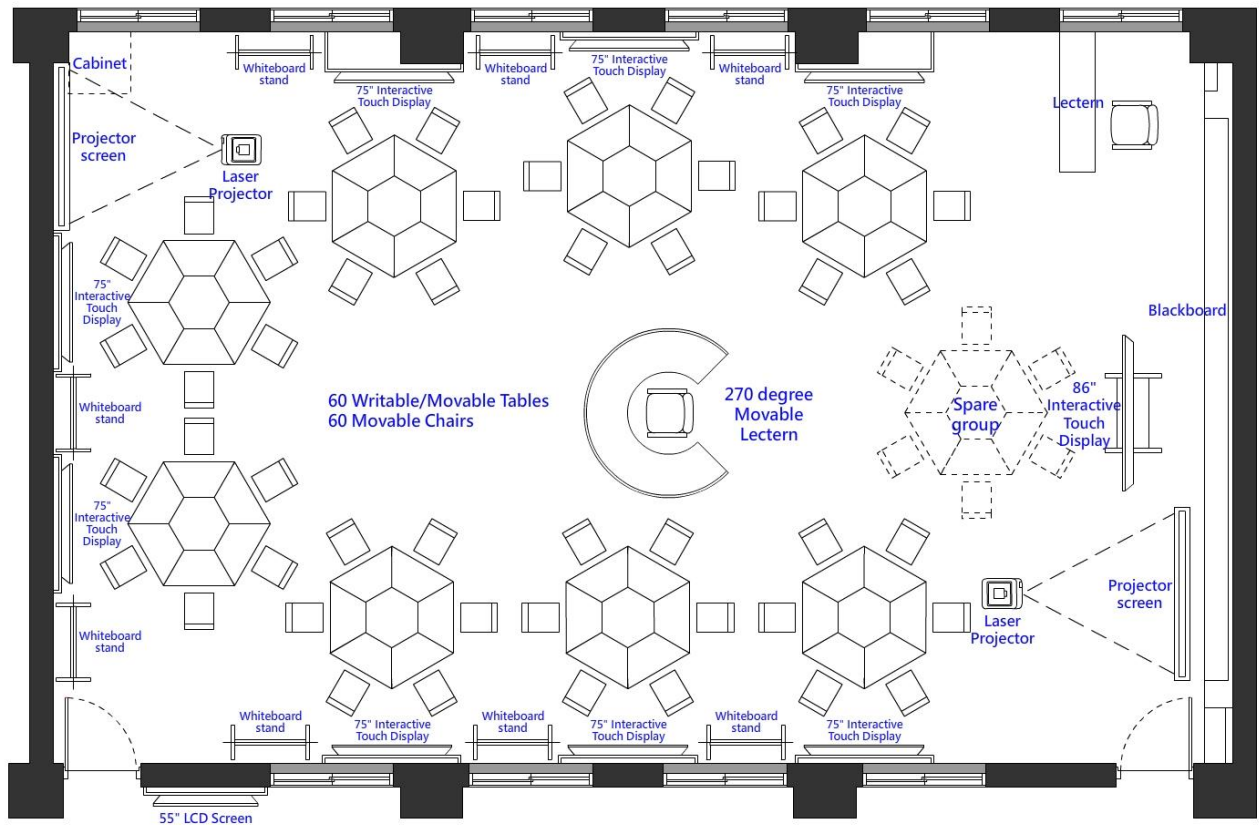 Cabinet
Whiteboard
stand
75" Interactive
Touch Display
Whiteboard
stand
75" Interactive
Touch Display
Whiteboard
stand
75" Interactive
Touch Display
Lectern
Projector
screen
Laser
Projector
75"
Interactive
Touch
Display
Blackboard
Whiteboard
stand
60 Writable/Movable Tables
60 Movable Chairs
270 degree
Movable
Lectern
Spare
group
86"
Interactive
Touch
Display
75"
Interactive
Touch
Display
Whiteboard
stand
Laser
Projector
Projector
screen
Whiteboard
stand
75" Interactive
Touch Display
Whiteboard
stand
75" Interactive
Touch Display
Whiteboard
stand
75" Interactive
Touch Display
55" LCD Screen